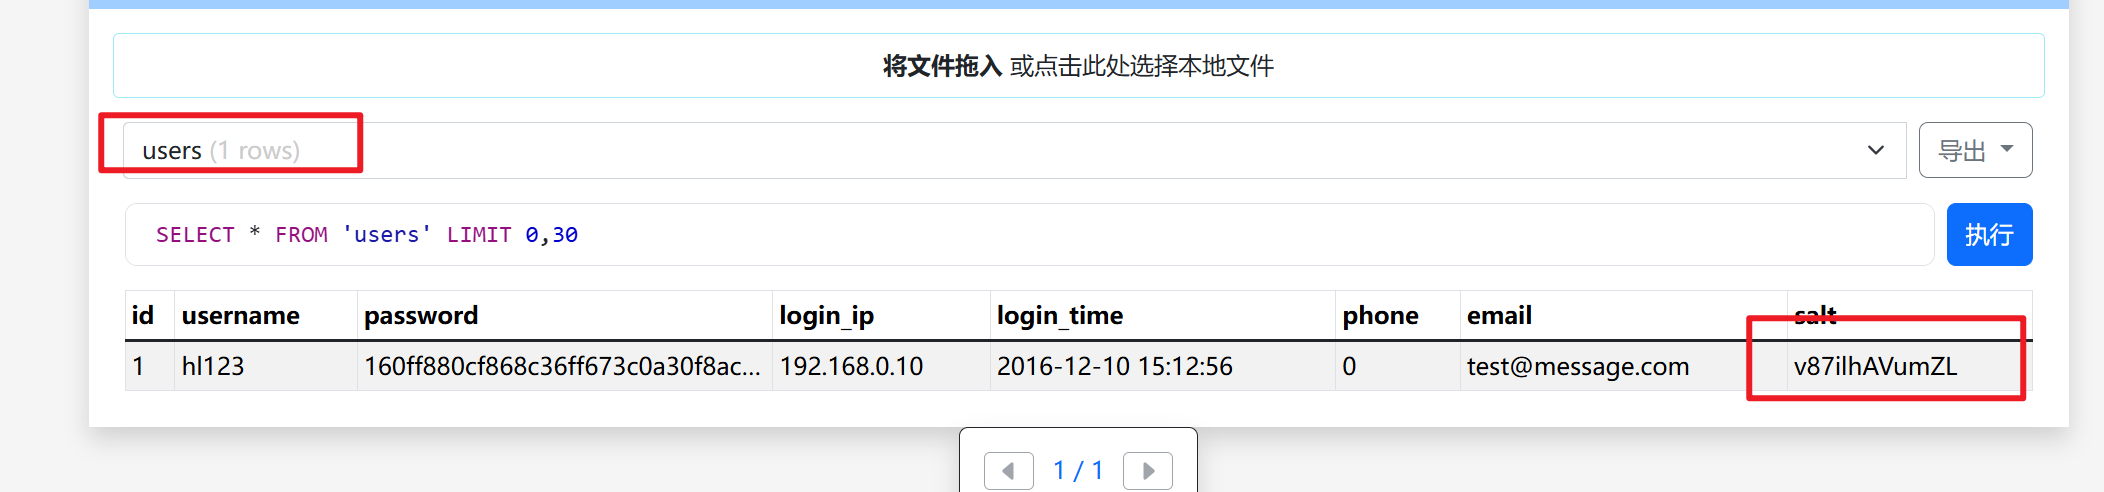 将文件拖入 或点击此处选择本地文件
users (1 rows)
导出
SELECT * FROM 'users' LIMIT 0,30
执行
id username password login_ip login_time phone email salt
1 hl123 160ff880cf868c36ff673c0a30f8ac... 192.168.0.10 2016-12-10 15:12:56 0 test@message.com v87ilhAVumZL
1 / 1